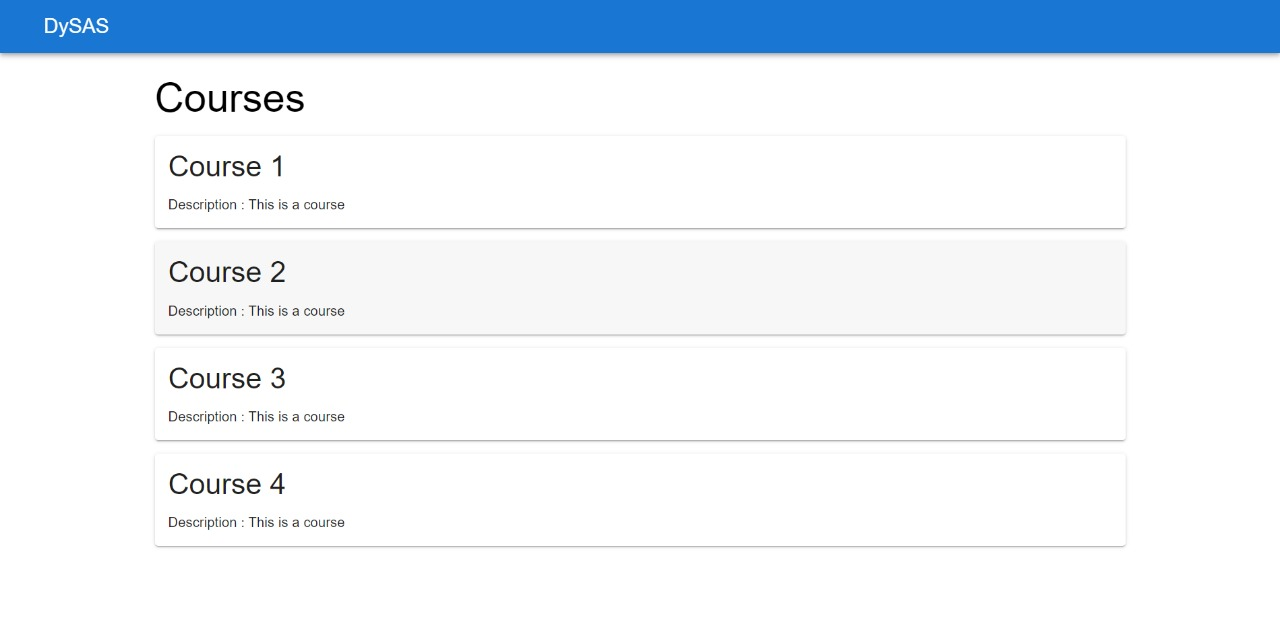 DySAS
Courses
Course 1
Description : This is a course
Course 2
Description : This is a course
Course 3
Description : This is a course
Course 4
Description : This is a course